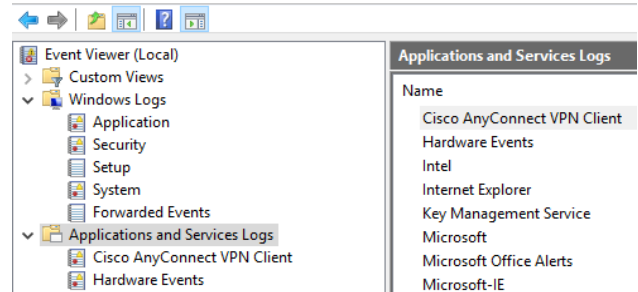 Event Viewer (Local)
Custom Views
Windows Logs
Application
Security
Setup
System
Forwarded Events
Applications and Services Logs
Cisco AnyConnect VPN Client
Hardware Events
Applications and Services Logs
Name
Cisco AnyConnect VPN Client
Hardware Events
Intel
Internet Explorer
Key Management Service
Microsoft
Microsoft Office Alerts
Microsoft-IE